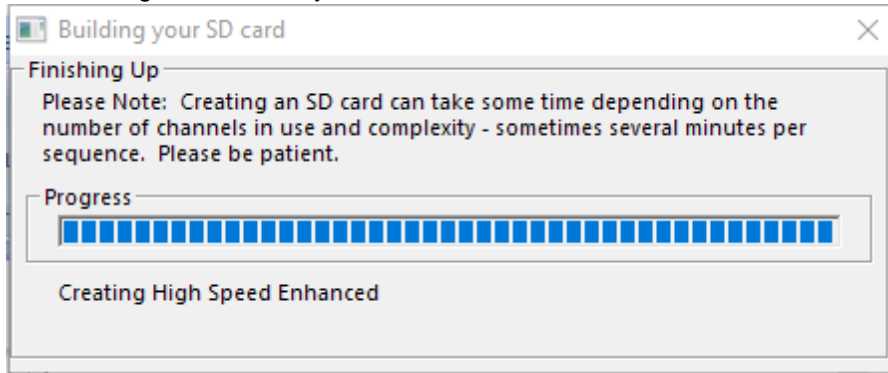 Building your SD card
Finishing Up
Please Note: Creating an SD card can take some time depending on the
number of channels in use and complexity - sometimes several minutes per
sequence. Please be patient.
Progress
Creating High Speed Enhanced